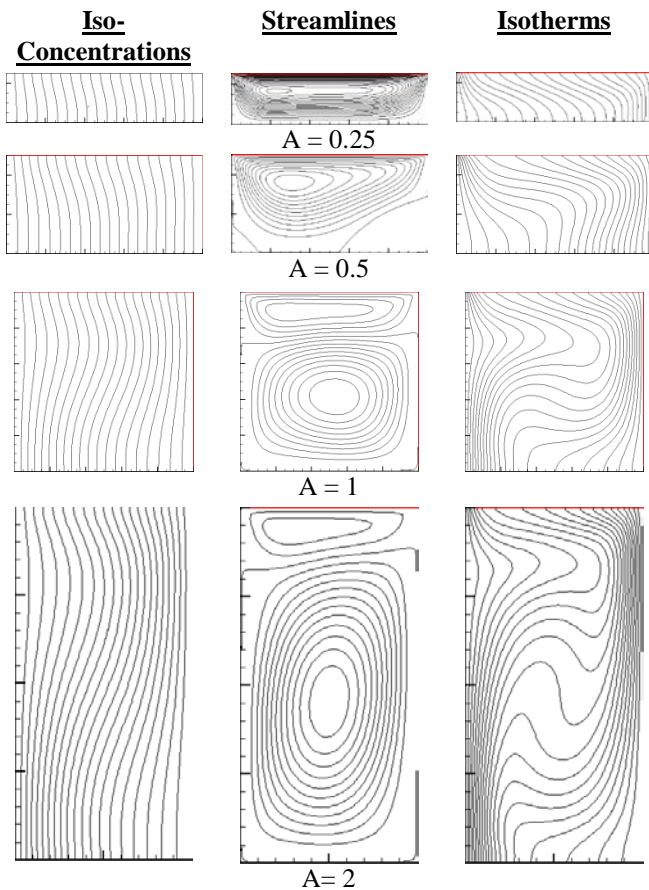 Iso-
Concentrations
Streamlines
Isotherms
A = 0.25
A = 0.5
A = 1
A= 2